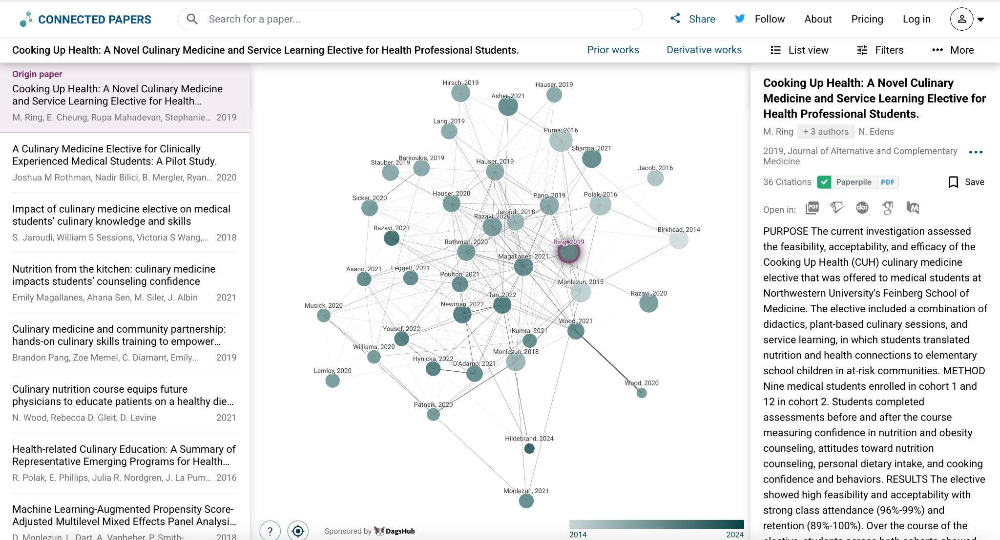 CONNECTED PAPERS
Search for a paper...
Share
Follow
About
Pricing
Log in
Cooking Up Health: A Novel Culinary Medicine and Service Learning Elective for Health Professional Students.
Prior works
Derivative works
List view
Filters
More
Origin paper
Cooking Up Health: A Novel Culinary Medicine
and Service Learning Elective for Health...
M. Ring, E. Cheung, Rupa Mahadevan, Stephanie... 2019
A Culinary Medicine Elective for Clinically
Experienced Medical Students: A Pilot Study.
Joshua M Rothman, Nadir Bilici, B. Mergler, Ryan... 2020
Impact of culinary medicine elective on medical
students’ culinary knowledge and skills
S. Jaroudi, William S Sessions, Victoria S Wang,... 2018
Nutrition from the kitchen: culinary medicine
impacts students’ counseling confidence
Emily Magallanes, Ahana Sen, M. Siler, J. Albin 2021
Culinary medicine and community partnership:
hands-on culinary skills training to empower...
Brandon Pang, Zoe Memel, C. Diamant, Emily... 2019
Culinary nutrition course equips future
physicians to educate patients on a healthy die...
N. Wood, Rebecca D. Gleit, D. Levine 2021
Health-related Culinary Education: A Summary of
Representative Emerging Programs for Health...
R. Polak, E. Phillips, Julia R. Nordgren, J. La Pum... 2016
Machine Learning-Augmented Propensity Score-
Adjusted Multilevel Mixed Effects Panel Analysi...
D. Monlezun, L. Dart, A. Vanbeber, P. Smith- 2018
Hirsch, 2019
Hauser, 2019
Asher, 2021
Lang, 2019
Puma, 2016
Sharma, 2021
Barkoukis, 2019
Stauber, 2019
Hauser, 2019
Jacob, 2016
Hauser, 2020
Pang, 2019
Polak, 2016
Sicker, 2020
Jaroudi, 2018
Razavi, 2020
Razavi, 2023
Birkhead, 2014
Rothman, 2020
Ring, 2019
Magallanes, 2021
Asano, 2021
Leggett, 2021
Poulton, 2021
Monlezun, 2015
Tan, 2022
Razavi, 2020
Newman, 2022
Musick, 2020
Wood, 2021
Yousef, 2022
Kumra, 2021
Williams, 2020
Monlezun, 2018
Hynicka, 2022
D'Adamo, 2021
Lemley, 2020
Wood, 2020
Patnaik, 2020
Hildebrand, 2024
Monlezun, 2021
?
Sponsored by DagsHub
2014
2024
Cooking Up Health: A Novel Culinary
Medicine and Service Learning Elective for
Health Professional Students.
M. Ring + 3 authors N. Edens
2019, Journal of Alternative and Complementary
Medicine
36 Citations Paperpile PDF Save
Open in: PDF doi
PURPOSE The current investigation assessed
the feasibility, acceptability, and efficacy of the
Cooking Up Health (CUH) culinary medicine
elective that was offered to medical students at
Northwestern University's Feinberg School of
Medicine. The elective included a combination of
didactics, plant-based culinary sessions, and
service learning, in which students translated
nutrition and health connections to elementary
school children in at-risk communities. METHOD
Nine medical students enrolled in cohort 1 and
12 in cohort 2. Students completed
assessments before and after the course
measuring confidence in nutrition and obesity
counseling, attitudes toward nutrition
counseling, personal dietary intake, and cooking
confidence and behaviors. RESULTS The elective
showed high feasibility and acceptability with
strong class attendance (96%-99%) and
retention (89%-100%). Over the course of the
elective, students across both cohorts showed